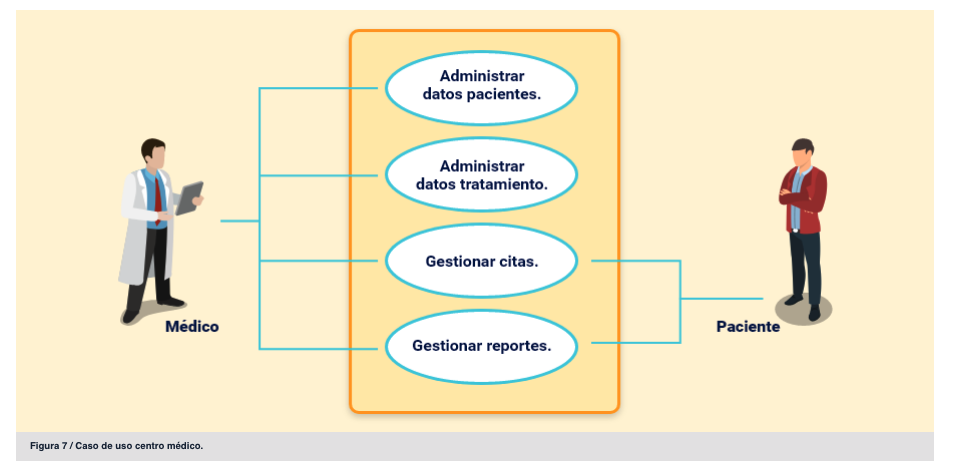 Administrar
datos pacientes.
Administrar
datos tratamiento.
Gestionar citas.
Gestionar reportes.
Médico
Paciente
Figura 7 / Caso de uso centro médico.